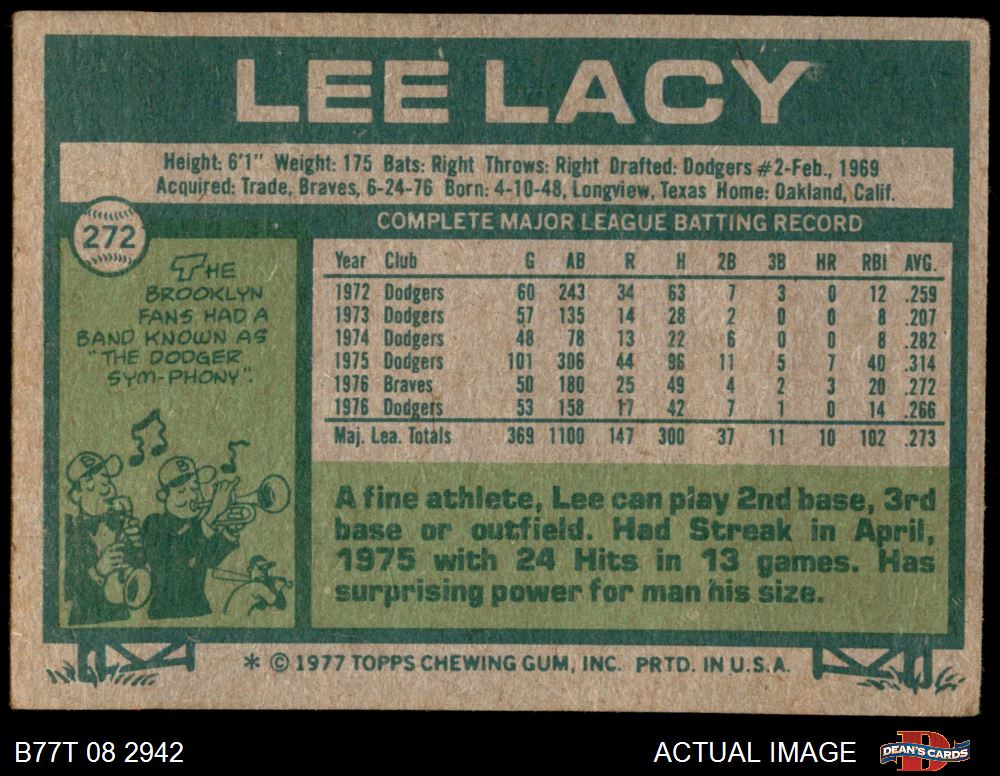 LEE LACY
Height: 6'1" Weight: 175 Bats: Right Throws: Right Drafted: Dodgers #2-Feb., 1969
Acquired: Trade, Braves, 6-24-76 Born: 4-10-48, Longview, Texas Home: Oakland, Calif.
272
COMPLETE MAJOR LEAGUE BATTING RECORD
THE
BROOKLYN
FANS HAD A
BAND KNOWN AS
"THE DODGER
SYM-PHONY".
Year Club G AB R H 2B 3B HR RBI AVG.
1972 Dodgers 60 243 34 63 7 3 0 12 .259
1973 Dodgers 57 135 14 28 2 0 0 8 .207
1974 Dodgers 48 78 13 22 6 0 0 8 .282
1975 Dodgers 101 306 44 96 11 5 7 40 .314
1976 Braves 50 180 25 49 4 2 3 20 .272
1976 Dodgers 53 158 17 42 7 1 0 14 .266
Maj. Lea. Totals 369 1100 147 300 37 11 10 102 .273
A fine athlete, Lee can play 2nd base, 3rd
base or outfield. Had Streak in April,
1975 with 24 Hits in 13 games. Has
surprising power for man his size.
B
B
* © 1977 TOPPS CHEWING GUM, INC. PRTD. IN U.S.A.
B77T 08 2942
ACTUAL IMAGE
DEAN'S CARDS